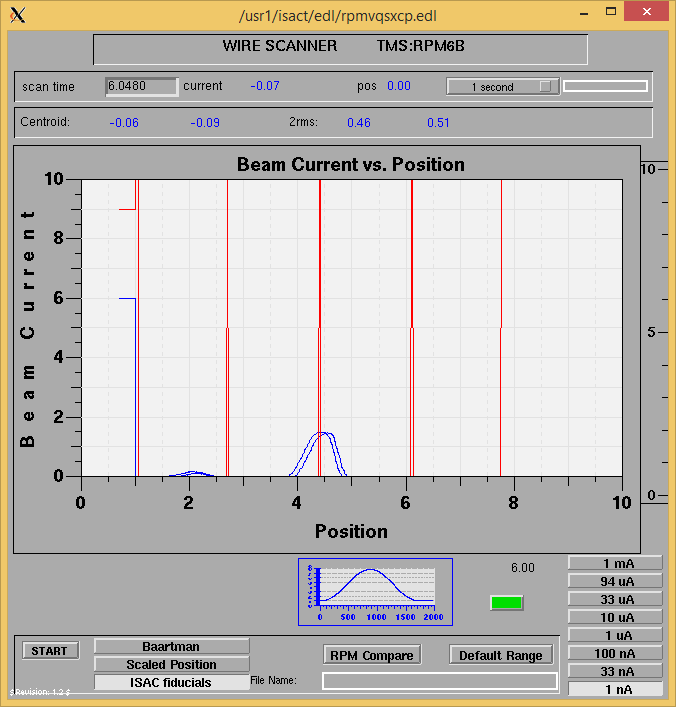 /usr1/isact/edl/rpmvqsxcp.edl
WIRE SCANNER TMS:RPM6B
scan time 6.0480 current -0.07 pos 0.00 1 second
Centroid: -0.06 -0.09 2rms: 0.46 0.51
Beam Current vs. Position
10
8
6
4
2
0
Beam Current
0 2 4 6 8 10
Position
10
5
0
8
0 500 1000 1500 2000
6.00
1 mA
94 uA
33 uA
10 uA
1 uA
100 nA
33 nA
1 nA
START
Baartman
Scaled Position
ISAC fiducials
RPM Compare
Default Range
File Name:
$Revision: 1.2 $